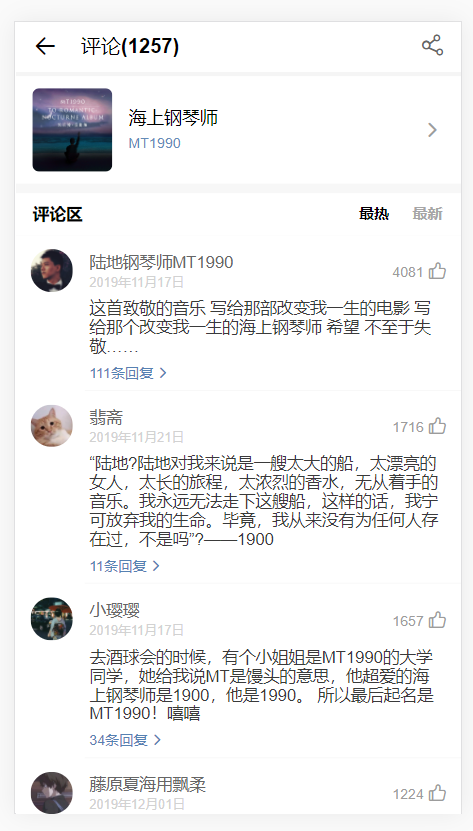 评论(1257)
MT1990
TO ROMANTIC
NOCTURNE ALBUM
海上钢琴师
MT1990
评论区
最热
最新
陆地钢琴师MT1990
4081
2019年11月17日
这首致敬的音乐 写给那部改变我一生的电影 写
给那个改变我一生的海上钢琴师 希望 不至于失
敬……
111条回复
翡斋
1716
2019年11月21日
“陆地?陆地对我来说是一艘太大的船，太漂亮的
女人，太长的旅程，太浓烈的香水，无从着手的
音乐。我永远无法走下这艘船，这样的话，我宁
可放弃我的生命。毕竟，我从来没有为任何人存
在过，不是吗”?——1900
11条回复
小璎璎
1657
2019年11月17日
去酒球会的时候，有个小姐姐是MT1990的大学
同学，她给我说MT是馒头的意思，他超爱的海
上钢琴师是1900，他是1990。 所以最后起名是
MT1990！嘻嘻
34条回复
藤原夏海用飘柔
1224
2019年12月01日